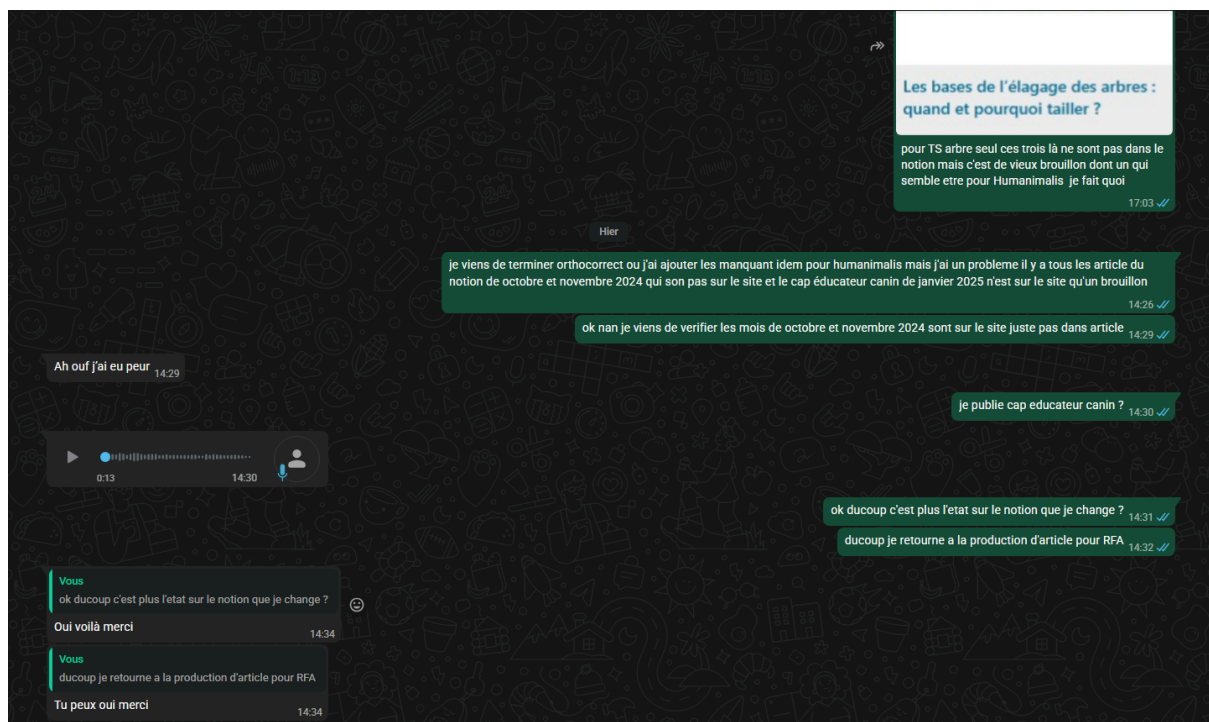 Les bases de l'élagage des arbres :
quand et pourquoi tailler ?
pour TS arbre seul ces trois là ne sont pas dans le
notion mais c'est de vieux brouillon dont un qui
semble etre pour Humanimalis je fait quoi
17:03
Hier
je viens de terminer orthocorrect ou j'ai ajouter les manquant idem pour humanimalis mais j'ai un probleme il y a tous les article du
notion de octobre et novembre 2024 qui son pas sur le site et le cap éducateur canin de janvier 2025 n'est sur le site qu'un brouillon
14:26
ok nan je viens de verifier les mois de octobre et novembre 2024 sont sur le site juste pas dans article 14:29
Ah ouf j'ai eu peur 14:29
je publie cap educateur canin ? 14:30
0:13 14:30
ok ducoup c'est plus l'etat sur le notion que je change ? 14:31
ducoup je retourne a la production d'article pour RFA 14:32
Vous
ok ducoup c'est plus l'etat sur le notion que je change ?
Oui voilà merci 14:34
Vous
ducoup je retourne a la production d'article pour RFA
Tu peux oui merci 14:34